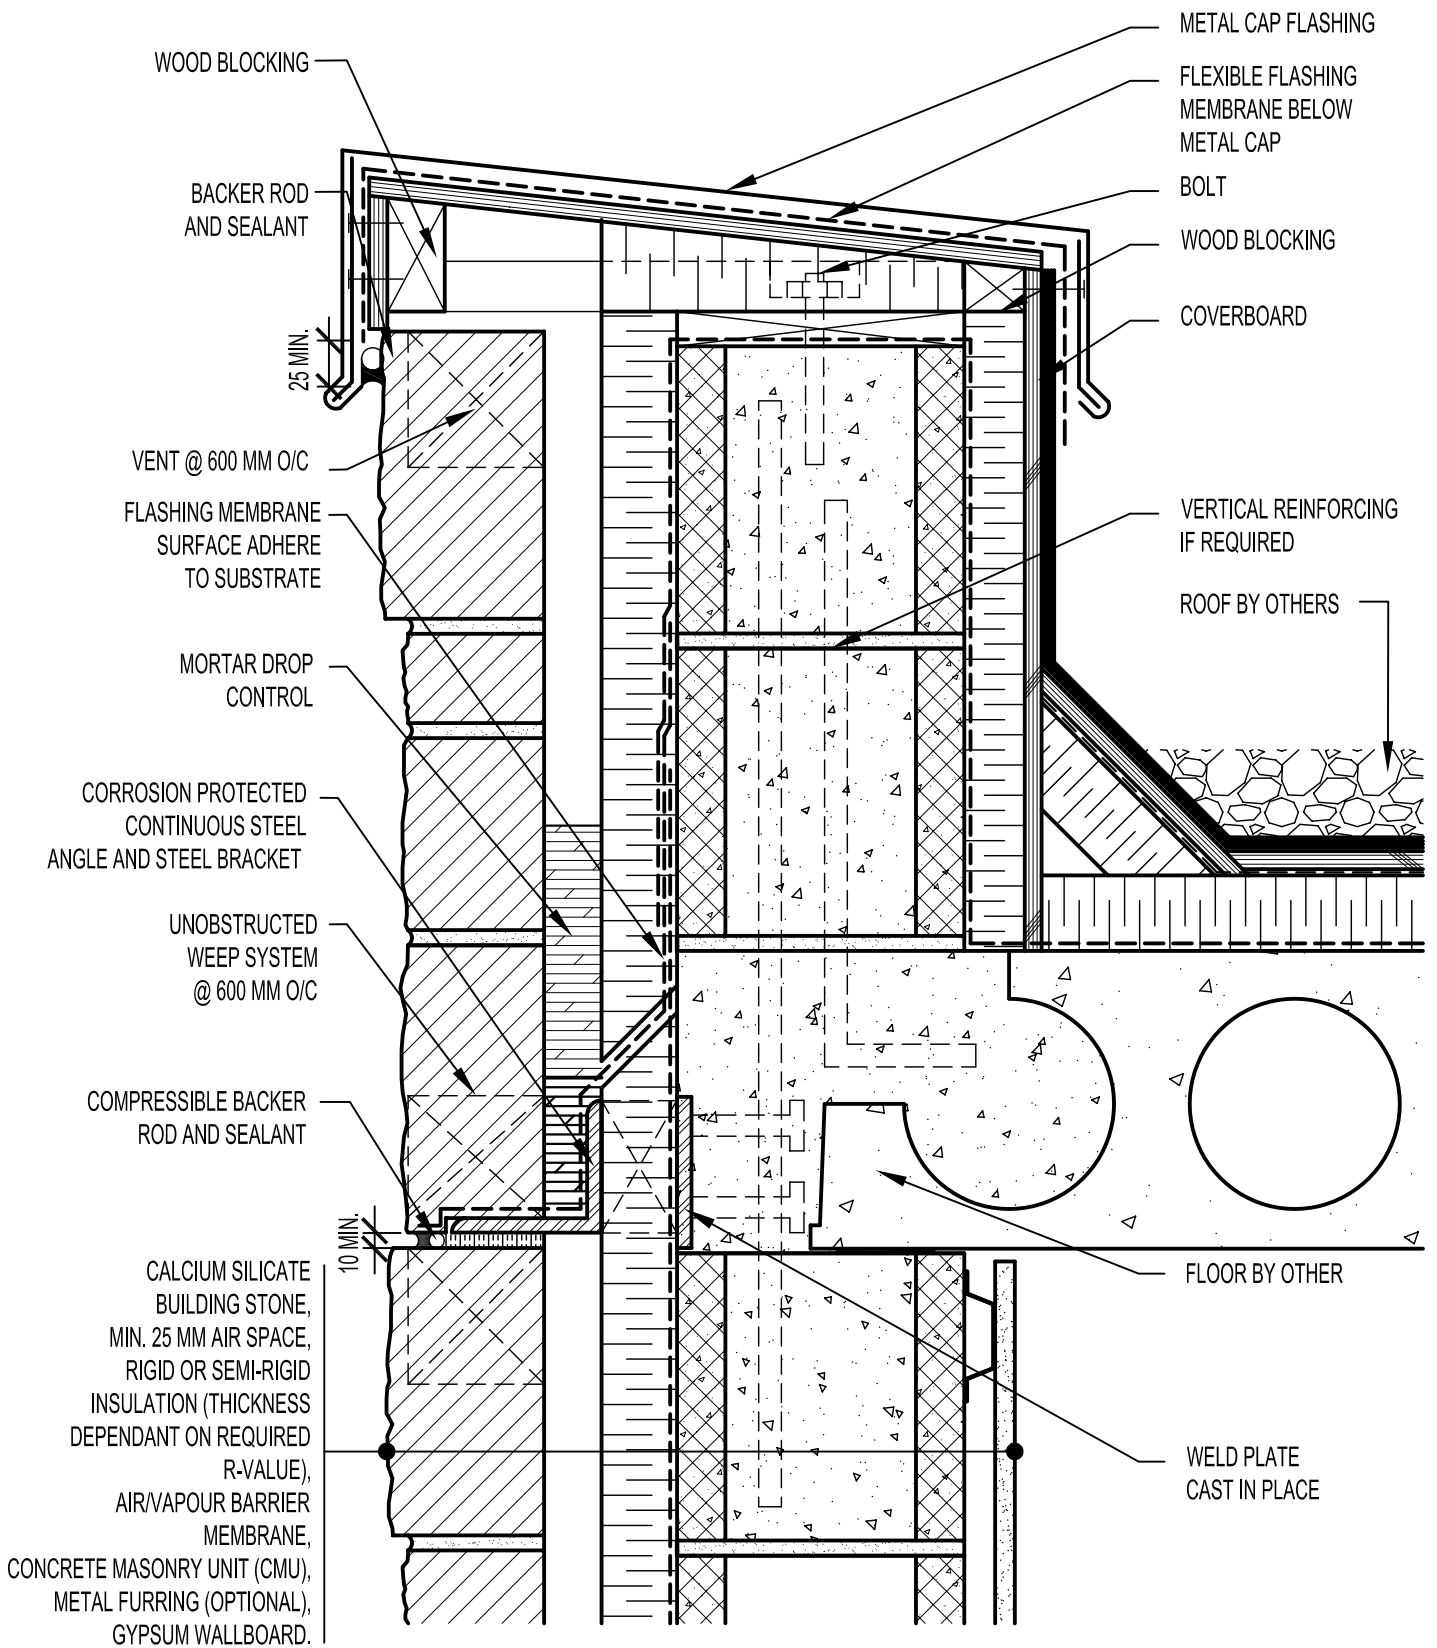 WOOD BLOCKING
BACKER ROD
AND SEALANT
25 MIN.
VENT @ 600 MM O/C
FLASHING MEMBRANE
SURFACE ADHERE
TO SUBSTRATE
MORTAR DROP
CONTROL
CORROSION PROTECTED
CONTINUOUS STEEL
ANGLE AND STEEL BRACKET
UNOBSTRUCTED
WEEP SYSTEM
@ 600 MM O/C
COMPRESSIBLE BACKER
ROD AND SEALANT
10 MIN.
CALCIUM SILICATE
BUILDING STONE,
MIN. 25 MM AIR SPACE,
RIGID OR SEMI-RIGID
INSULATION (THICKNESS
DEPENDANT ON REQUIRED
R-VALUE),
AIR/VAPOUR BARRIER
MEMBRANE,
CONCRETE MASONRY UNIT (CMU),
METAL FURRING (OPTIONAL),
GYPSUM WALLBOARD.
METAL CAP FLASHING
FLEXIBLE FLASHING
MEMBRANE BELOW
METAL CAP
BOLT
WOOD BLOCKING
COVERBOARD
VERTICAL REINFORCING
IF REQUIRED
ROOF BY OTHERS
FLOOR BY OTHER
WELD PLATE
CAST IN PLACE